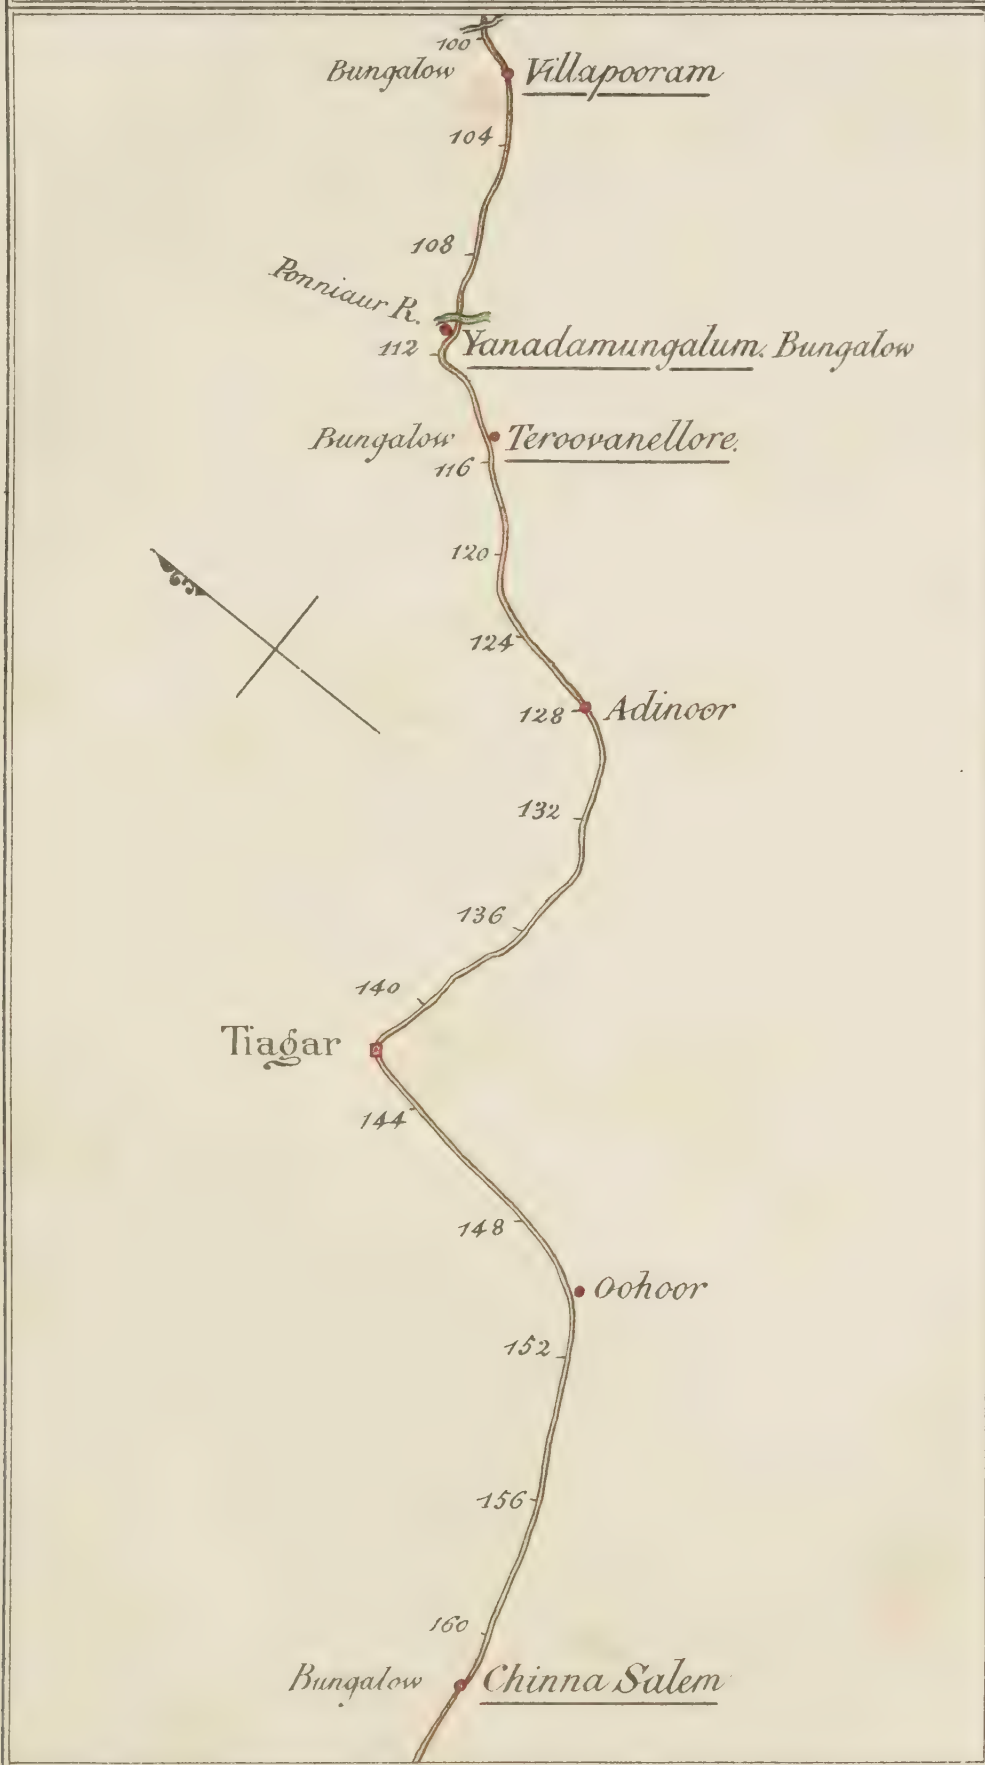 100
Bungalow Villapooram
104
108
Ponniaur R.
112 Yanadamungalum. Bungalow
Bungalow Teroovanellore.
116
120
124
128 Adinoor
132
136
140
Tiagar
144
148
Oohoor
152
156
160
Bungalow Chinna Salem